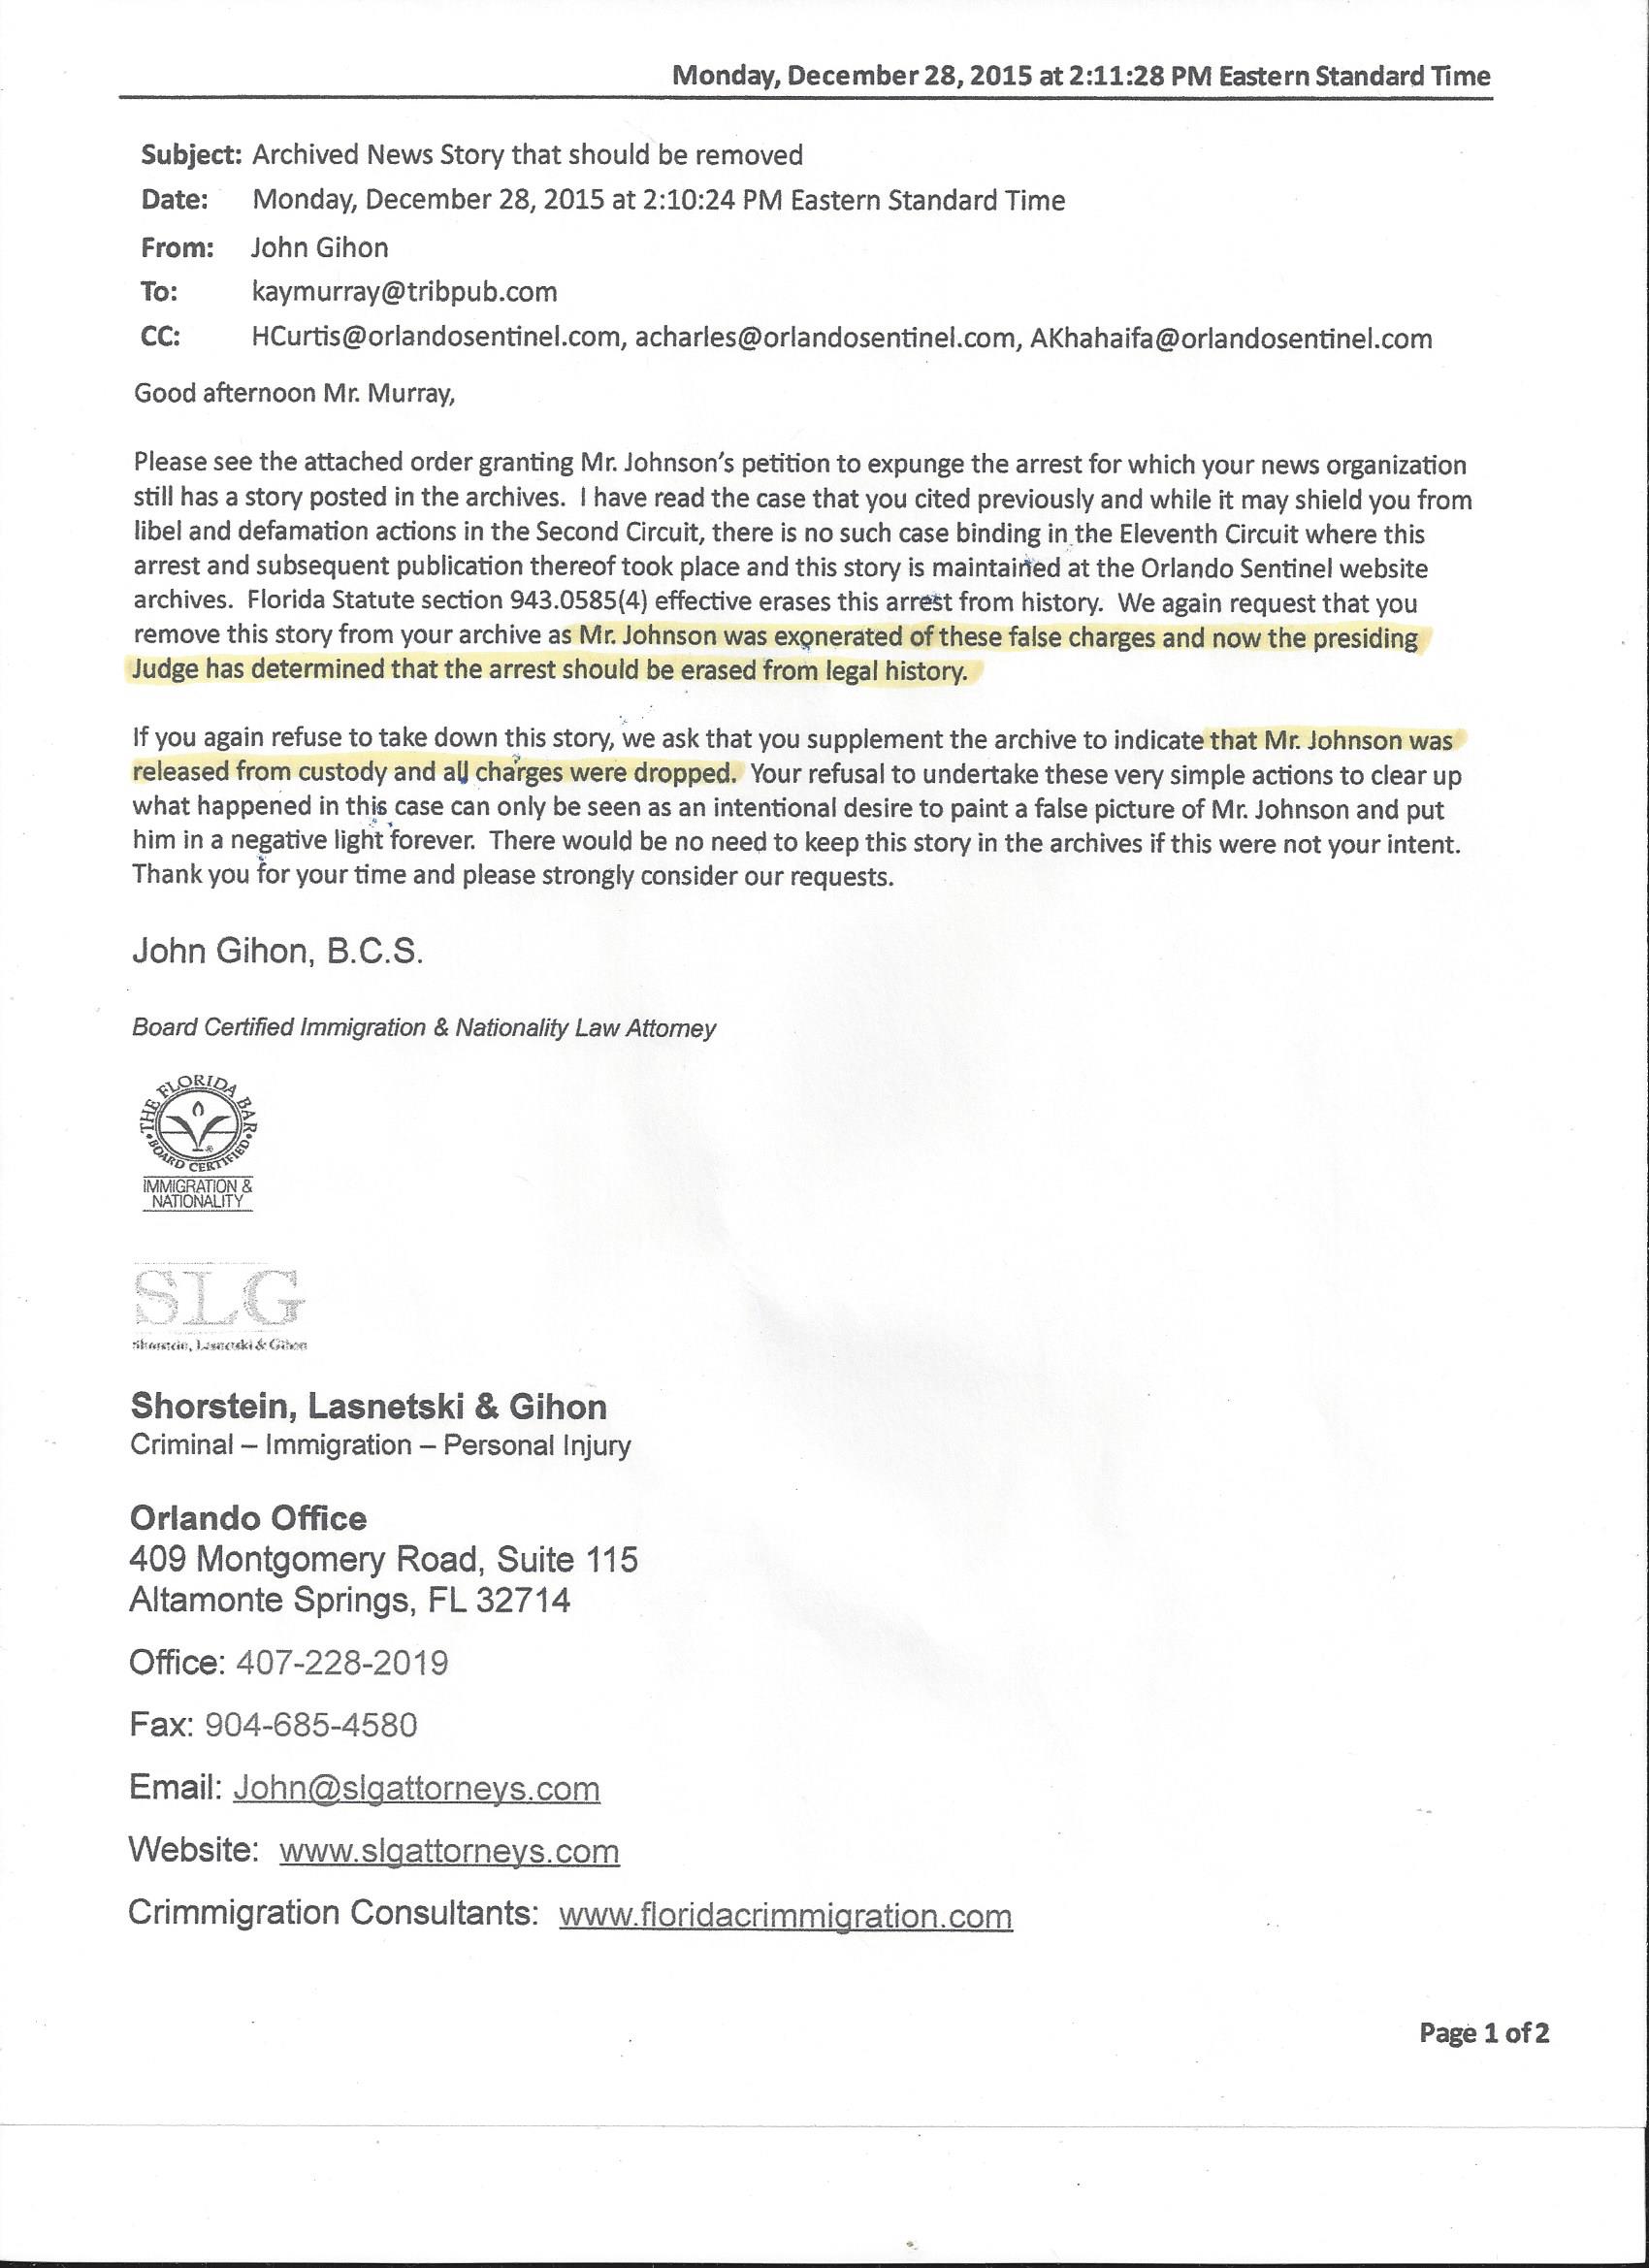 Monday, December 28, 2015 at 2:11:28 PM Eastern Standard Time
Subject: Archived News Story that should be removed
Date: Monday, December 28, 2015 at 2:10:24 PM Eastern Standard Time
From: John Gihon
To: kaymurray@tribpub.com
CC: HCurtis@orlandosentinel.com, acharles@orlandosentinel.com, AKhahaifa@orlandosentinel.com
Good afternoon Mr. Murray,
Please see the attached order granting Mr. Johnson's petition to expunge the arrest for which your news organization
still has a story posted in the archives. I have read the case that you cited previously and while it may shield you from
libel and defamation actions in the Second Circuit, there is no such case binding in the Eleventh Circuit where this
arrest and subsequent publication thereof took place and this story is maintained at the Orlando Sentinel website
archives. Florida Statute section 943.0585(4) effective erases this arrest from history. We again request that you
remove this story from your archive as Mr. Johnson was exonerated of these false charges and now the presiding
Judge has determined that the arrest should be erased from legal history.
If you again refuse to take down this story, we ask that you supplement the archive to indicate that Mr. Johnson was
released from custody and all charges were dropped. Your refusal to undertake these very simple actions to clear up
what happened in this case can only be seen as an intentional desire to paint a false picture of Mr. Johnson and put
him in a negative light forever. There would be no need to keep this story in the archives if this were not your intent.
Thank you for your time and please strongly consider our requests.
John Gihon, B.C.S.
Board Certified Immigration & Nationality Law Attorney
THE FLORIDA BAR
BOARD CERTIFIED
IMMIGRATION &
NATIONALITY
SLG
Shorstein, Lasnetski & Gihon
Shorstein, Lasnetski & Gihon
Criminal – Immigration – Personal Injury
Orlando Office
409 Montgomery Road, Suite 115
Altamonte Springs, FL 32714
Office: 407-228-2019
Fax: 904-685-4580
Email: John@slgattorneys.com
Website: www.slgattorneys.com
Crimmigration Consultants: www.floridacrimmigration.com
Page 1 of 2